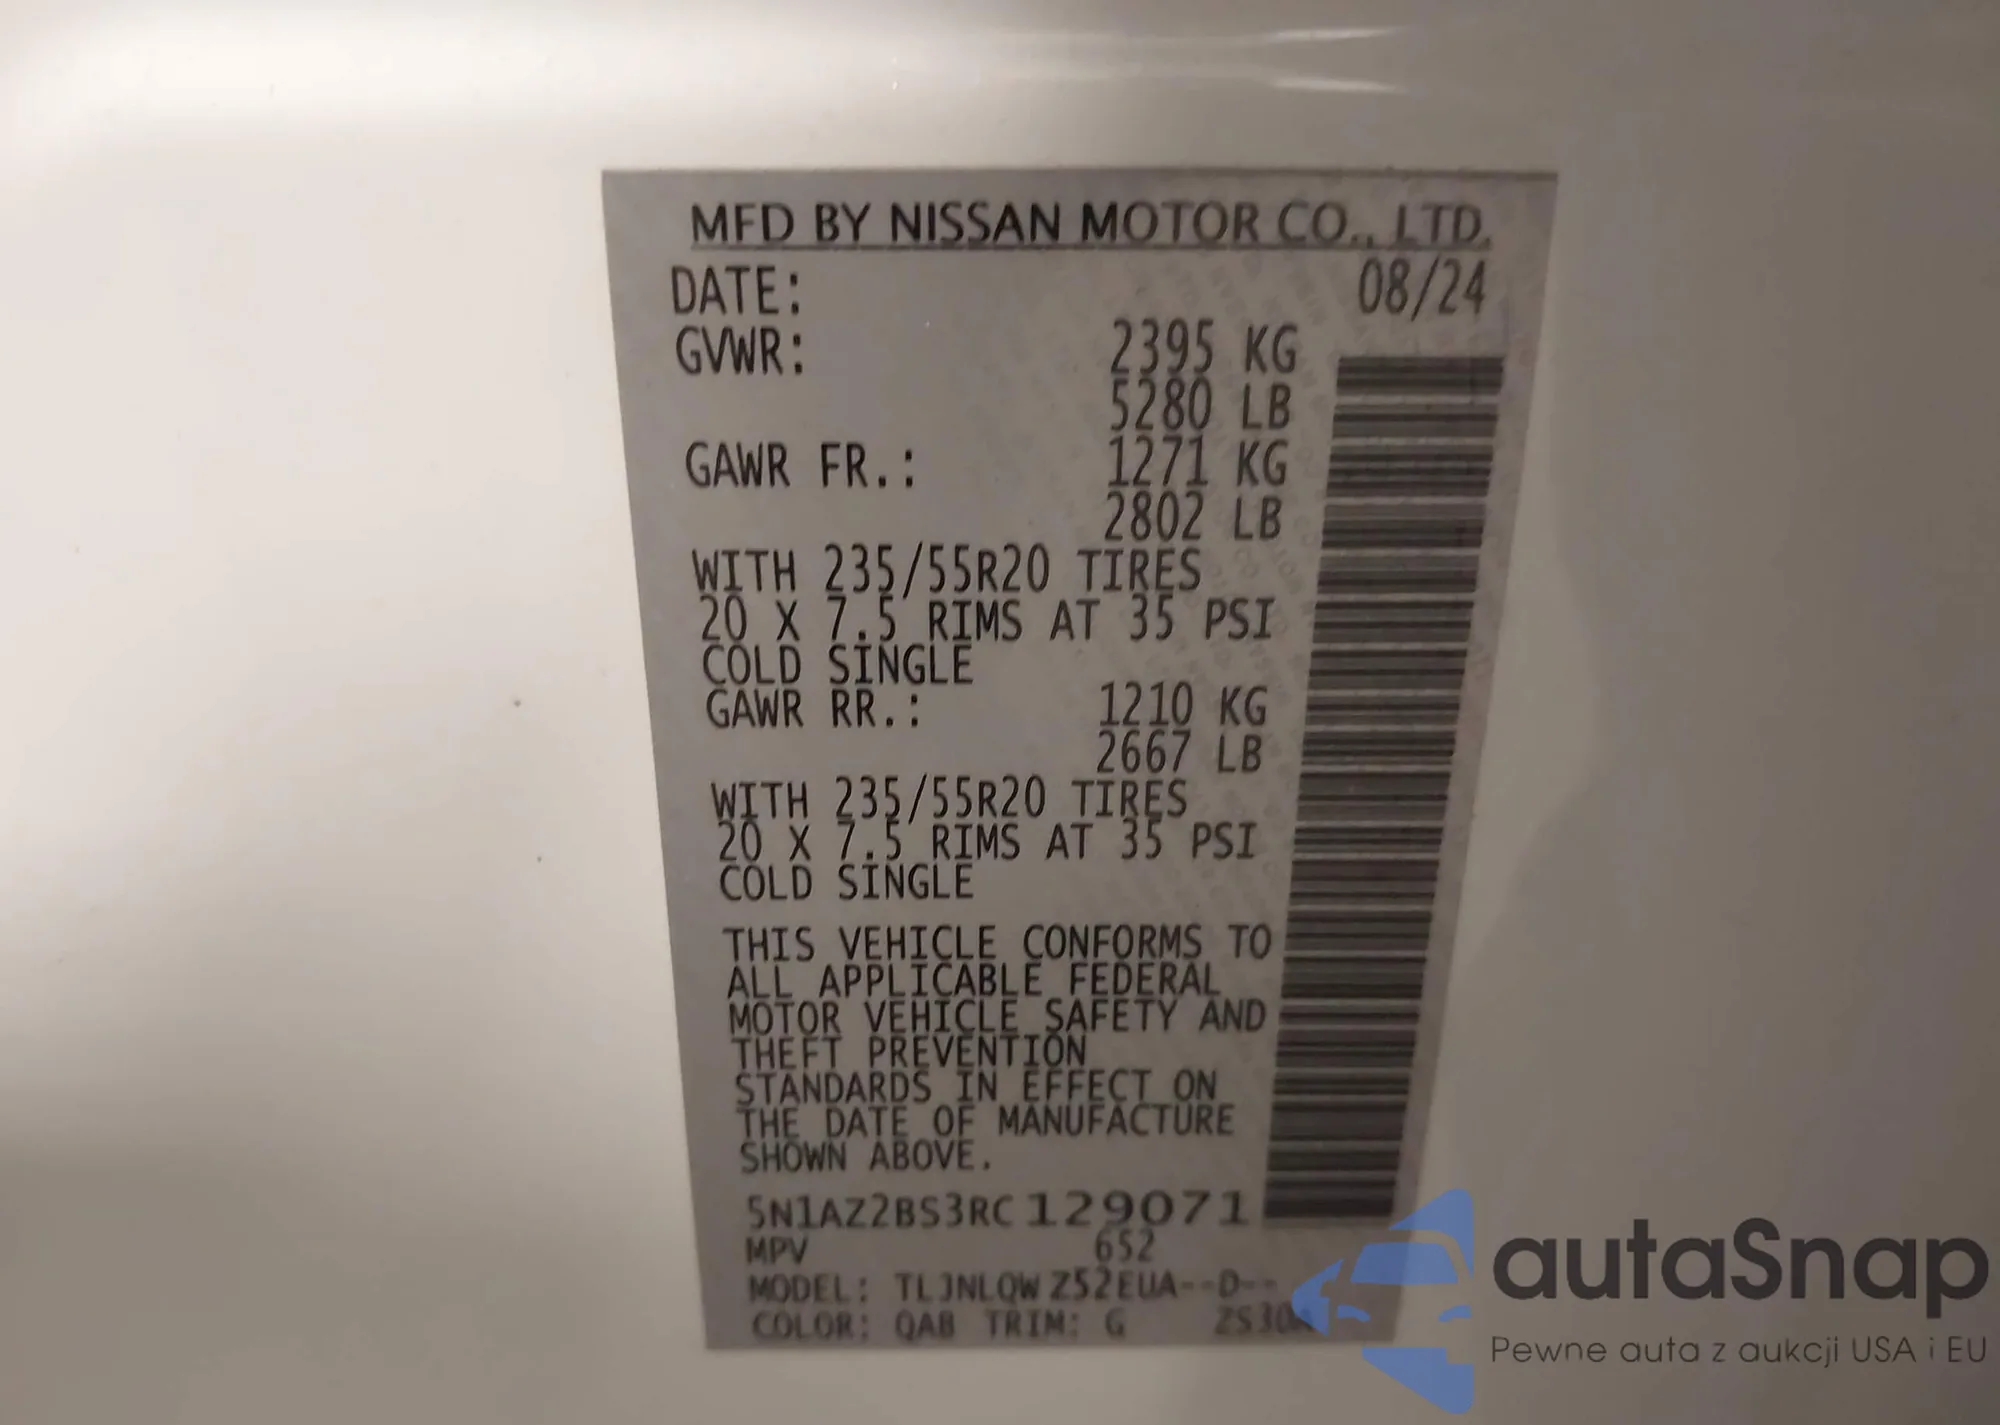 MFD BY NISSAN MOTOR CO., LTD.
DATE: 08/24
GVWR: 2395 KG
5280 LB
GAWR FR.: 1271 KG
2802 LB
WITH 235/55R20 TIRES
20 X 7.5 RIMS AT 35 PSI
COLD SINGLE
GAWR RR.: 1210 KG
2667 LB
WITH 235/55R20 TIRES
20 X 7.5 RIMS AT 35 PSI
COLD SINGLE
THIS VEHICLE CONFORMS TO
ALL APPLICABLE FEDERAL
MOTOR VEHICLE SAFETY AND
THEFT PREVENTION
STANDARDS IN EFFECT ON
THE DATE OF MANUFACTURE
SHOWN ABOVE.
5N1AZ2BS3RC129071
MPV 652
MODEL: TLJNLQW Z52EUA--D--
COLOR: QAB TRIM: G
autaSnap
Pewne auta z aukcji USA i EU